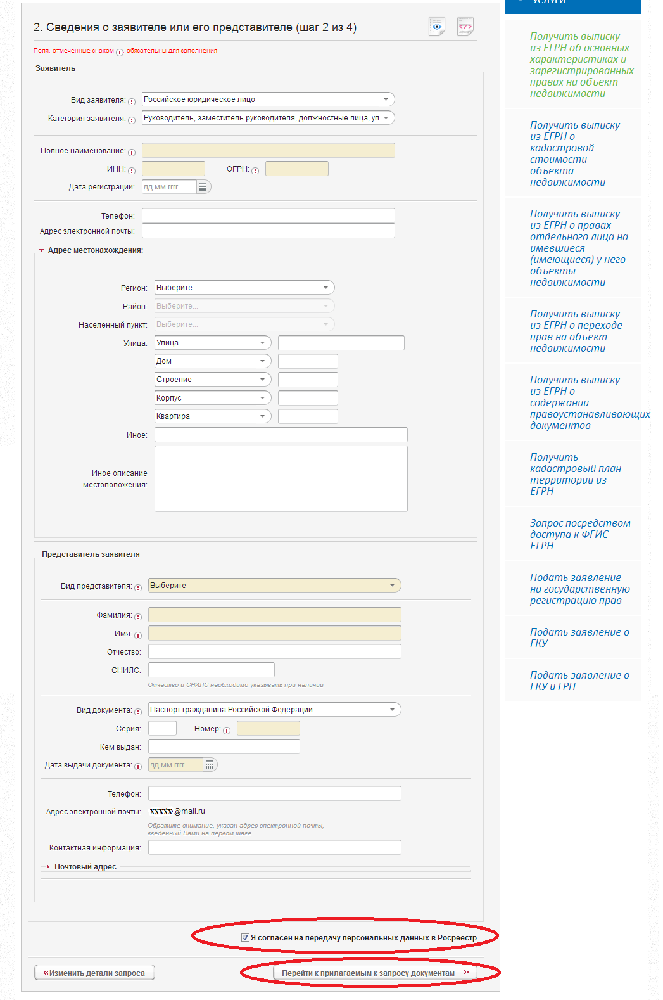 2. Сведения о заявителе или его представителе (шаг 2 из 4)
Поля, отмеченные знаком ! обязательны для заполнения
Заявитель
Вид заявителя: ! Российское юридическое лицо
Категория заявителя: ! Руководитель, заместитель руководителя, должностные лица, уп
Полное наименование: !
ИНН: ! ОГРН: !
Дата регистрации: дд.мм.гггг
Телефон:
Адрес электронной почты:
Адрес местонахождения:
Регион: Выберите...
Район: Выберите...
Населенный пункт: Выберите...
Улица: Улица
Дом
Строение
Корпус
Квартира
Иное:
Иное описание
местоположения:
Представитель заявителя
Вид представителя: ! Выберите
Фамилия: !
Имя: !
Отчество:
СНИЛС:
Отчество и СНИЛС необходимо указывать при наличии
Вид документа: ! Паспорт гражданина Российской Федерации
Серия: Номер: !
Кем выдан:
Дата выдачи документа: ! дд.мм.гггг
Телефон:
Адрес электронной почты: xxxxx@mail.ru
Обратите внимание, указан адрес электронной почты,
введенный Вами на первом шаге
Контактная информация:
Почтовый адрес
Я согласен на передачу персональных данных в Росреестр
«Изменить детали запроса
Перейти к прилагаемым к запросу документам »
УСЛУГИ
Получить выписку
из ЕГРН об основных
характеристиках и
зарегистрированных
правах на объект
недвижимости
Получить выписку
из ЕГРН о
кадастровой
стоимости
объекта
недвижимости
Получить выписку
из ЕГРН о правах
отдельного лица на
имевшиеся
(имеющиеся) у него
объекты
недвижимости
Получить выписку
из ЕГРН о переходе
прав на объект
недвижимости
Получить выписку
из ЕГРН о
содержании
правоустанавливающих
документов
Получить
кадастровый план
территории из
ЕГРН
Запрос посредством
доступа к ФГИС
ЕГРН
Подать заявление
на государственную
регистрацию прав
Подать заявление о
ГКУ
Подать заявление о
ГКУ и ГРП